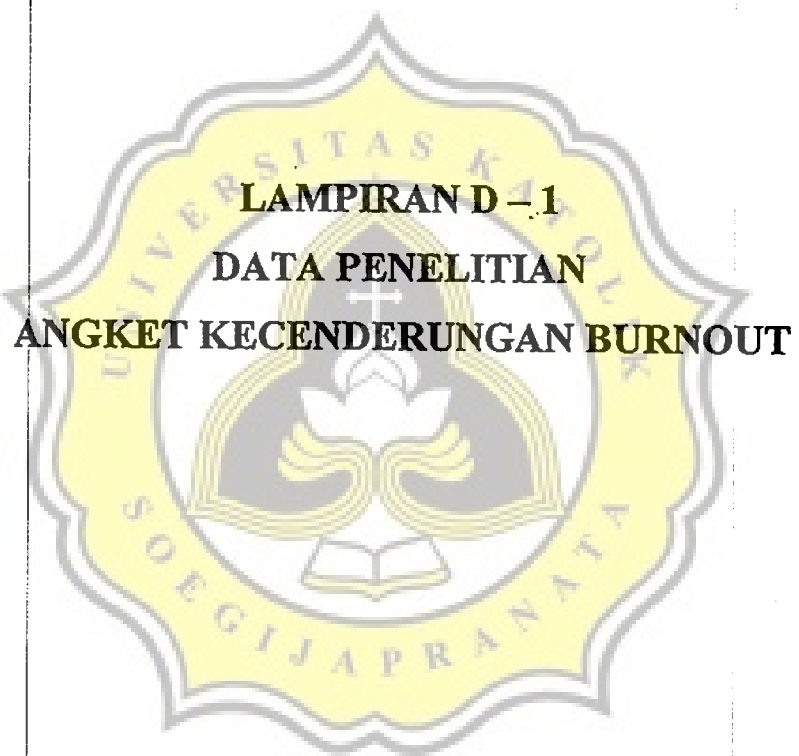 LAMPIRAN D – 1
DATA PENELITIAN
ANGKET KECENDERUNGAN BURNOUT
UNIVERSITAS KATOLIK
SOEGIJAPRANATA